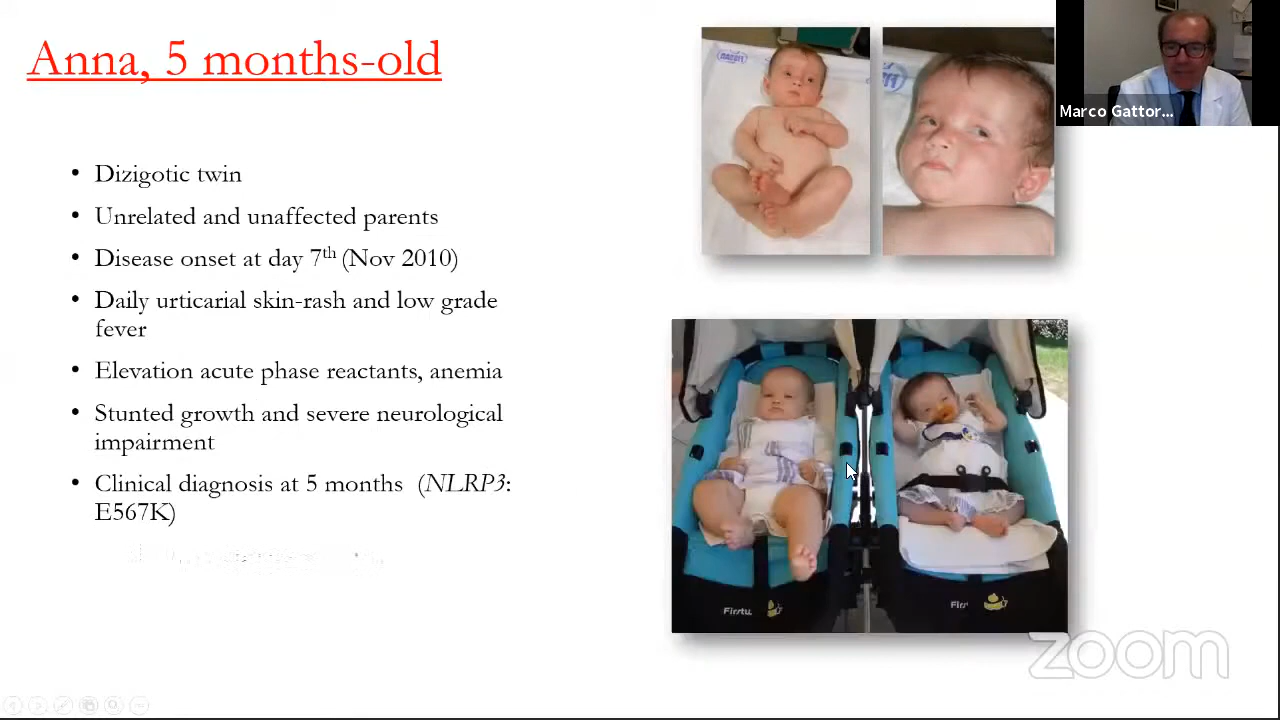 Anna, 5 months-old
Marco Gattor...
• Dizigotic twin
• Unrelated and unaffected parents
• Disease onset at day 7th (Nov 2010)
• Daily urticarial skin-rash and low grade
fever
• Elevation acute phase reactants, anemia
• Stunted growth and severe neurological
impairment
• Clinical diagnosis at 5 months (NLRP3:
E567K)
zoom